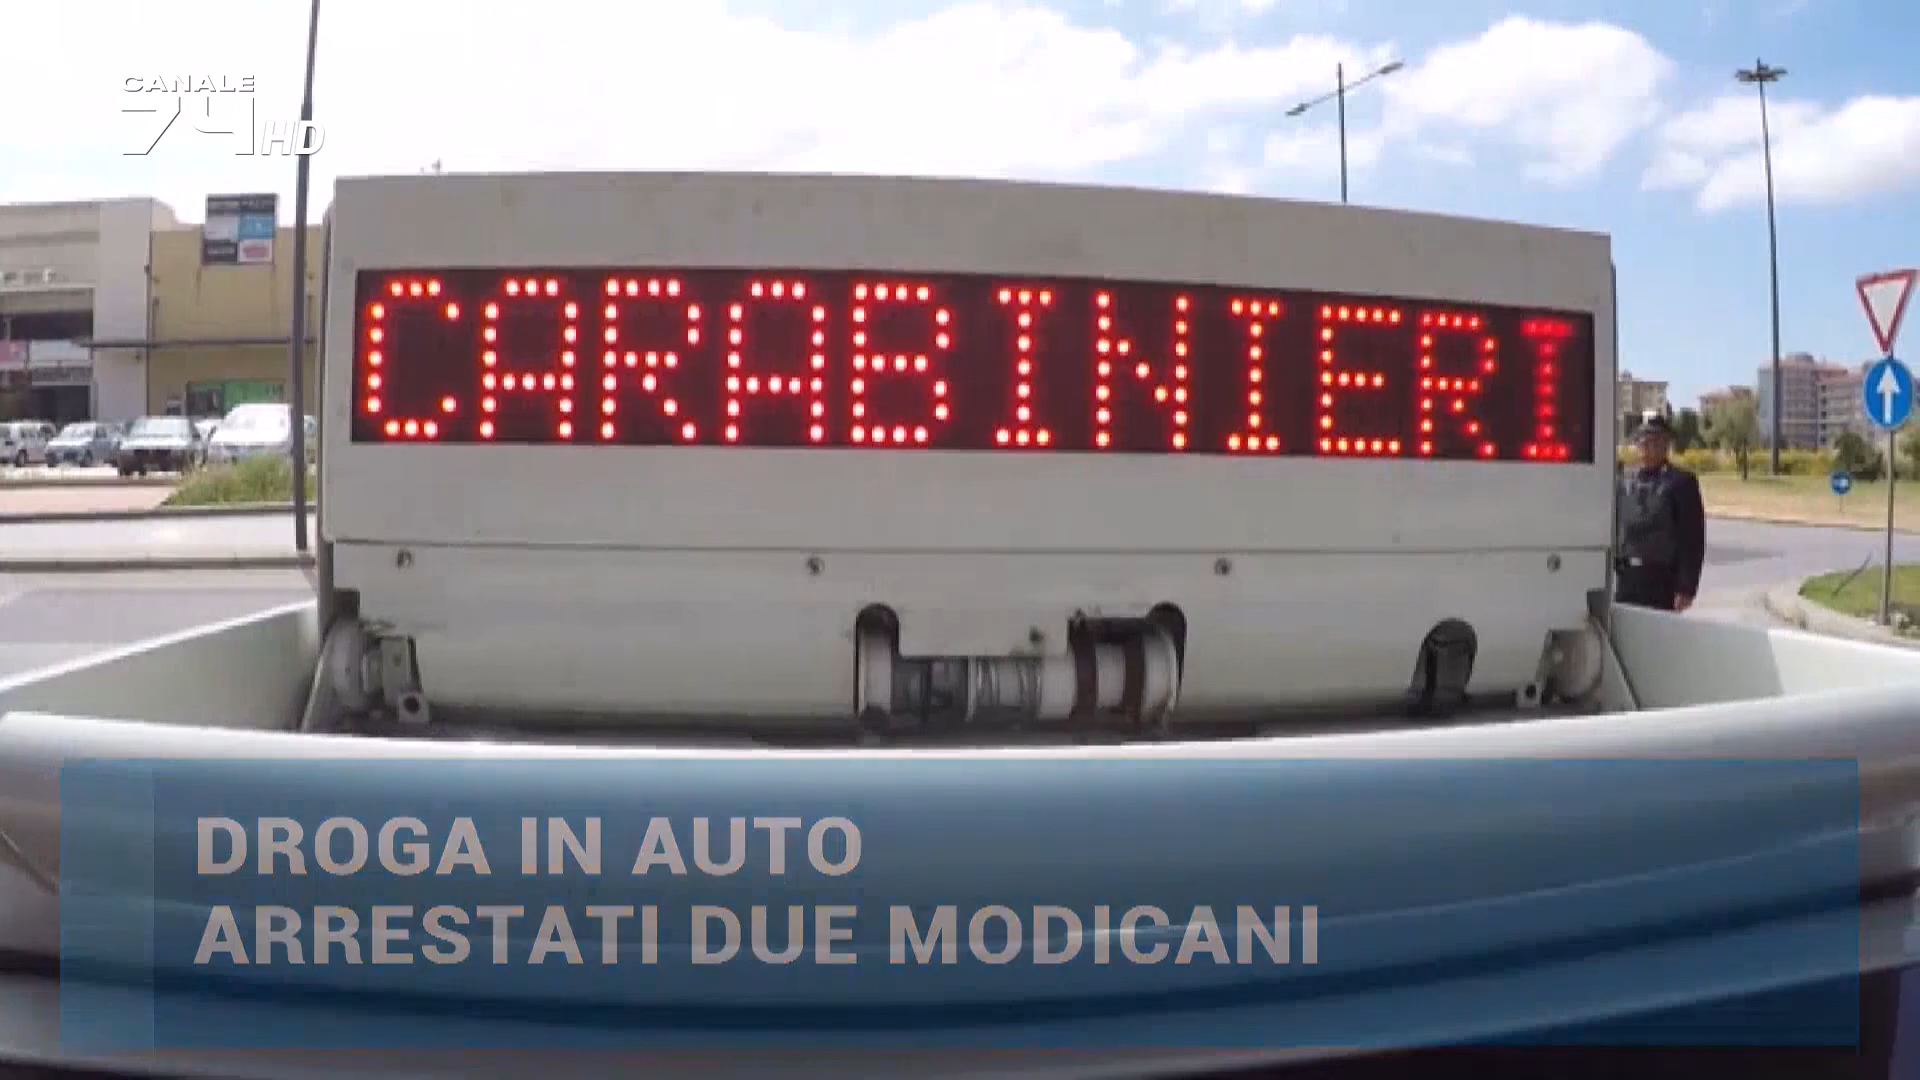 CANALE
74 HD
CARABINIERI
DROGA IN AUTO
ARRESTATI DUE MODICANI